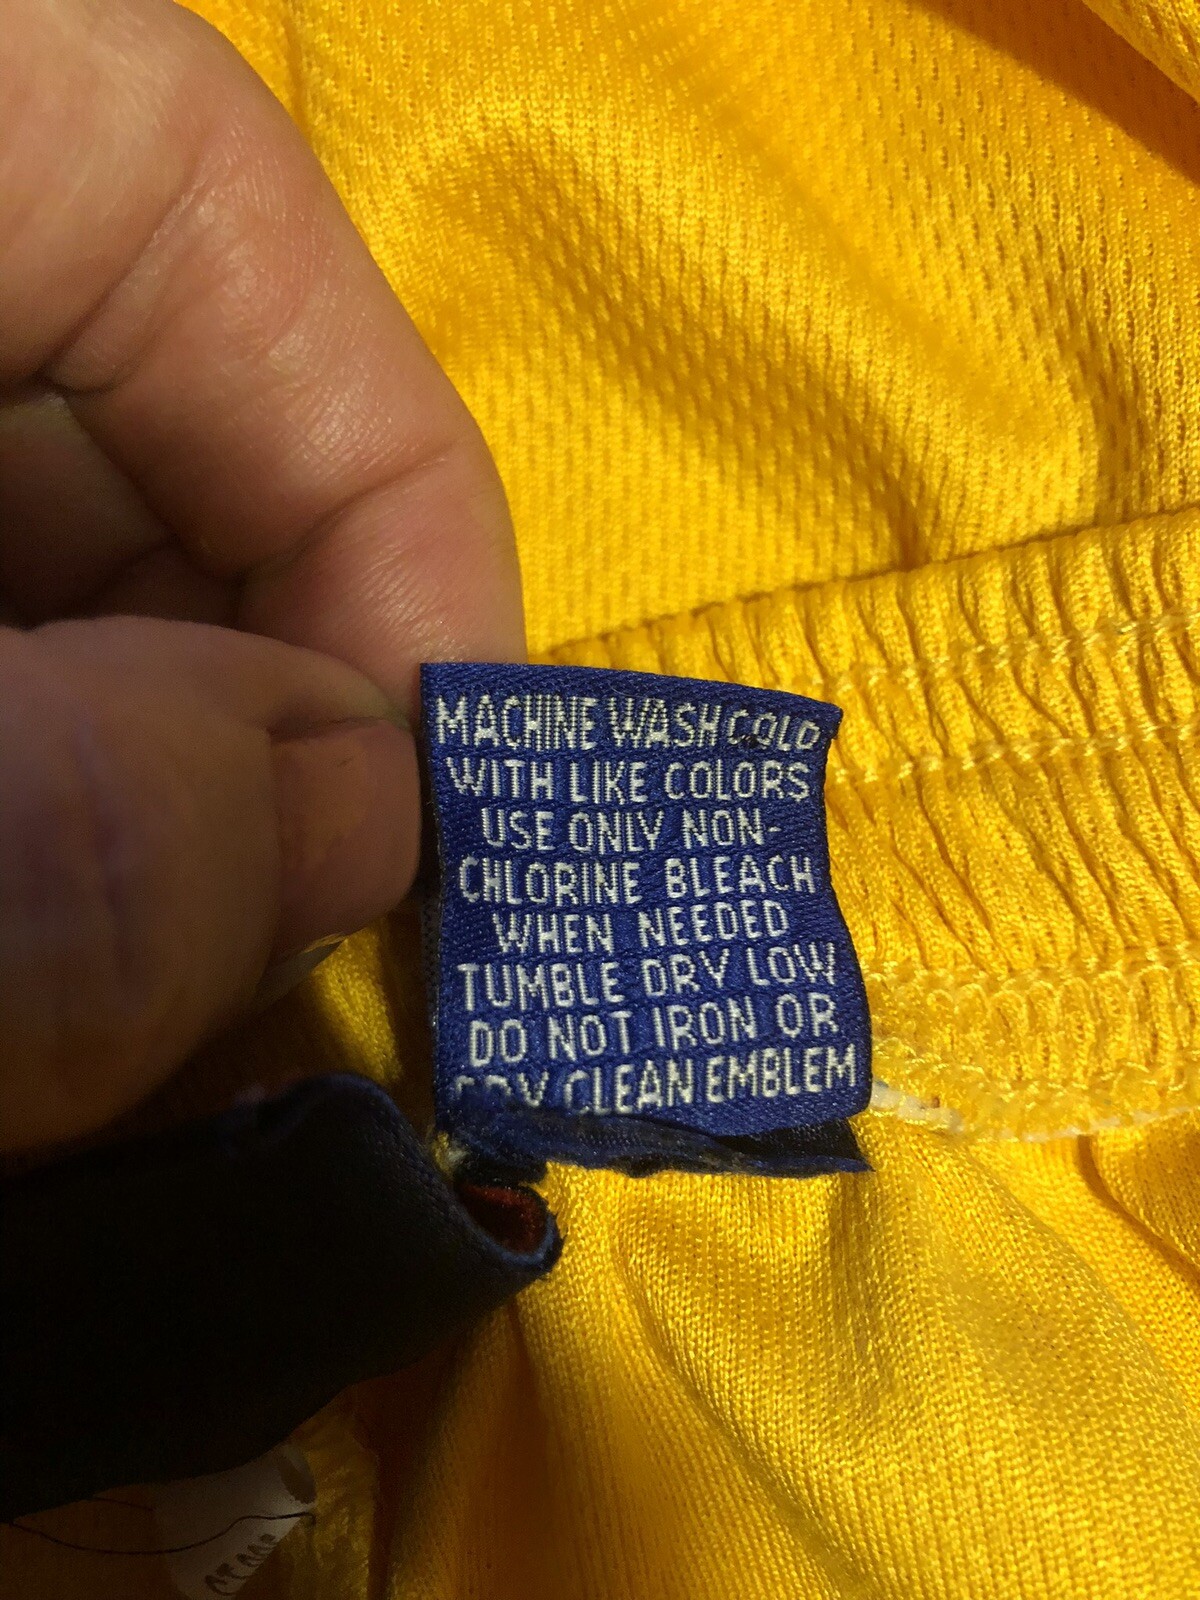 MACHINE WASH COLD
WITH LIKE COLORS
USE ONLY NON-
CHLORINE BLEACH
WHEN NEEDED
TUMBLE DRY LOW
DO NOT IRON OR
DRY CLEAN EMBLEM